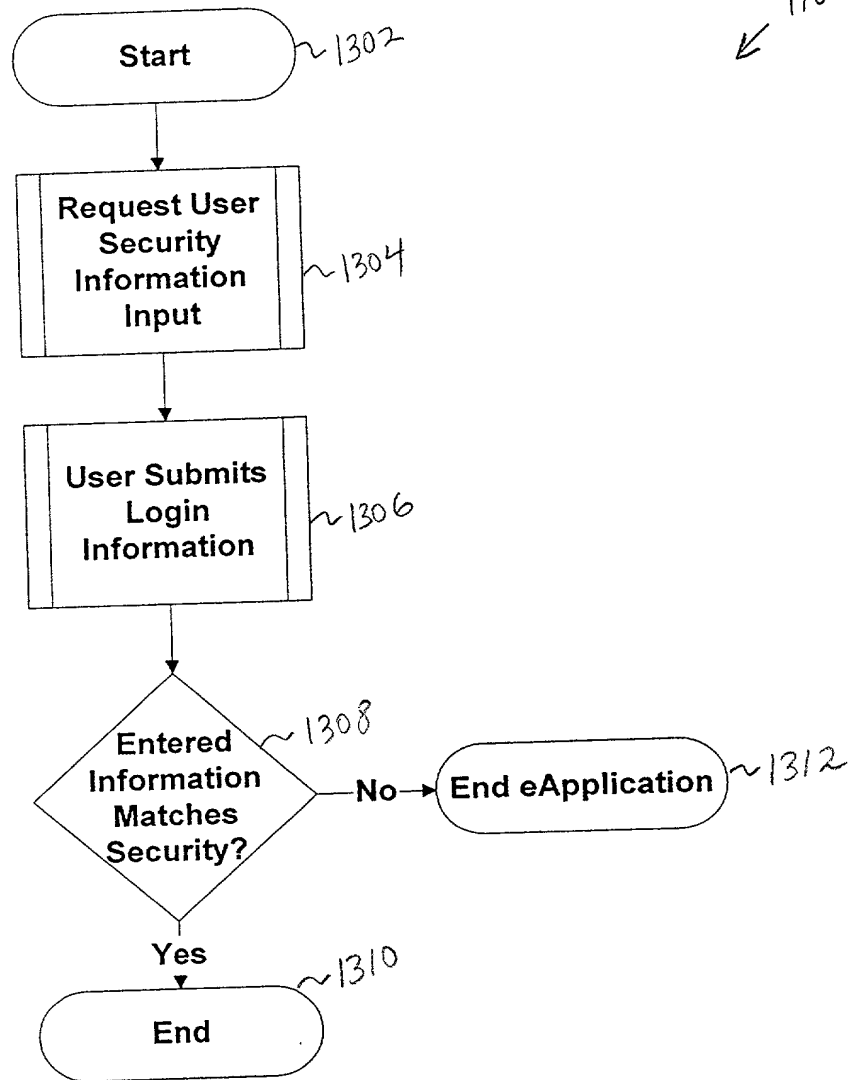 Start
1302
Request User
Security
Information
Input
1304
User Submits
Login
Information
1306
Entered
Information
Matches
Security?
1308
No
End eApplication
1312
Yes
1310
End